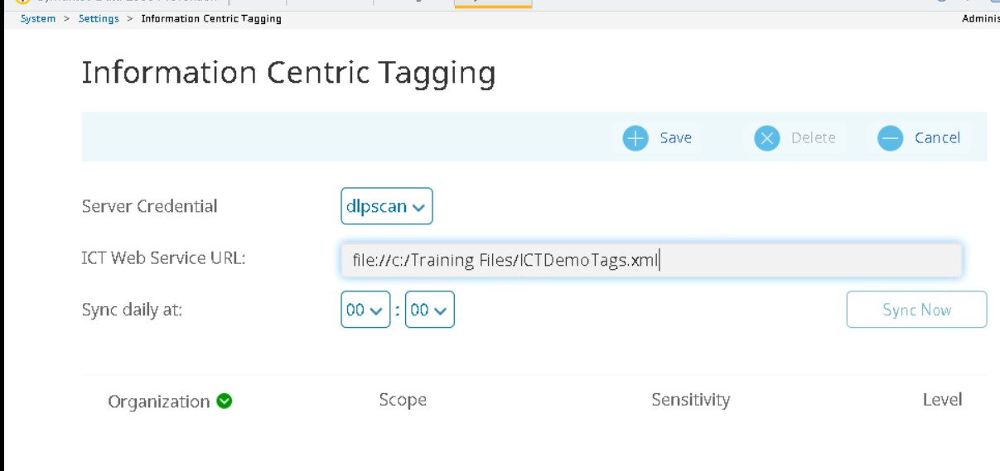 System > Settings > Information Centric Tagging
Information Centric Tagging
Save Delete Cancel
Server Credential dlpscan
ICT Web Service URL: file://c:/Training Files/ICTDemoTags.xml
Sync daily at: 00 : 00 Sync Now
Organization Scope Sensitivity Level